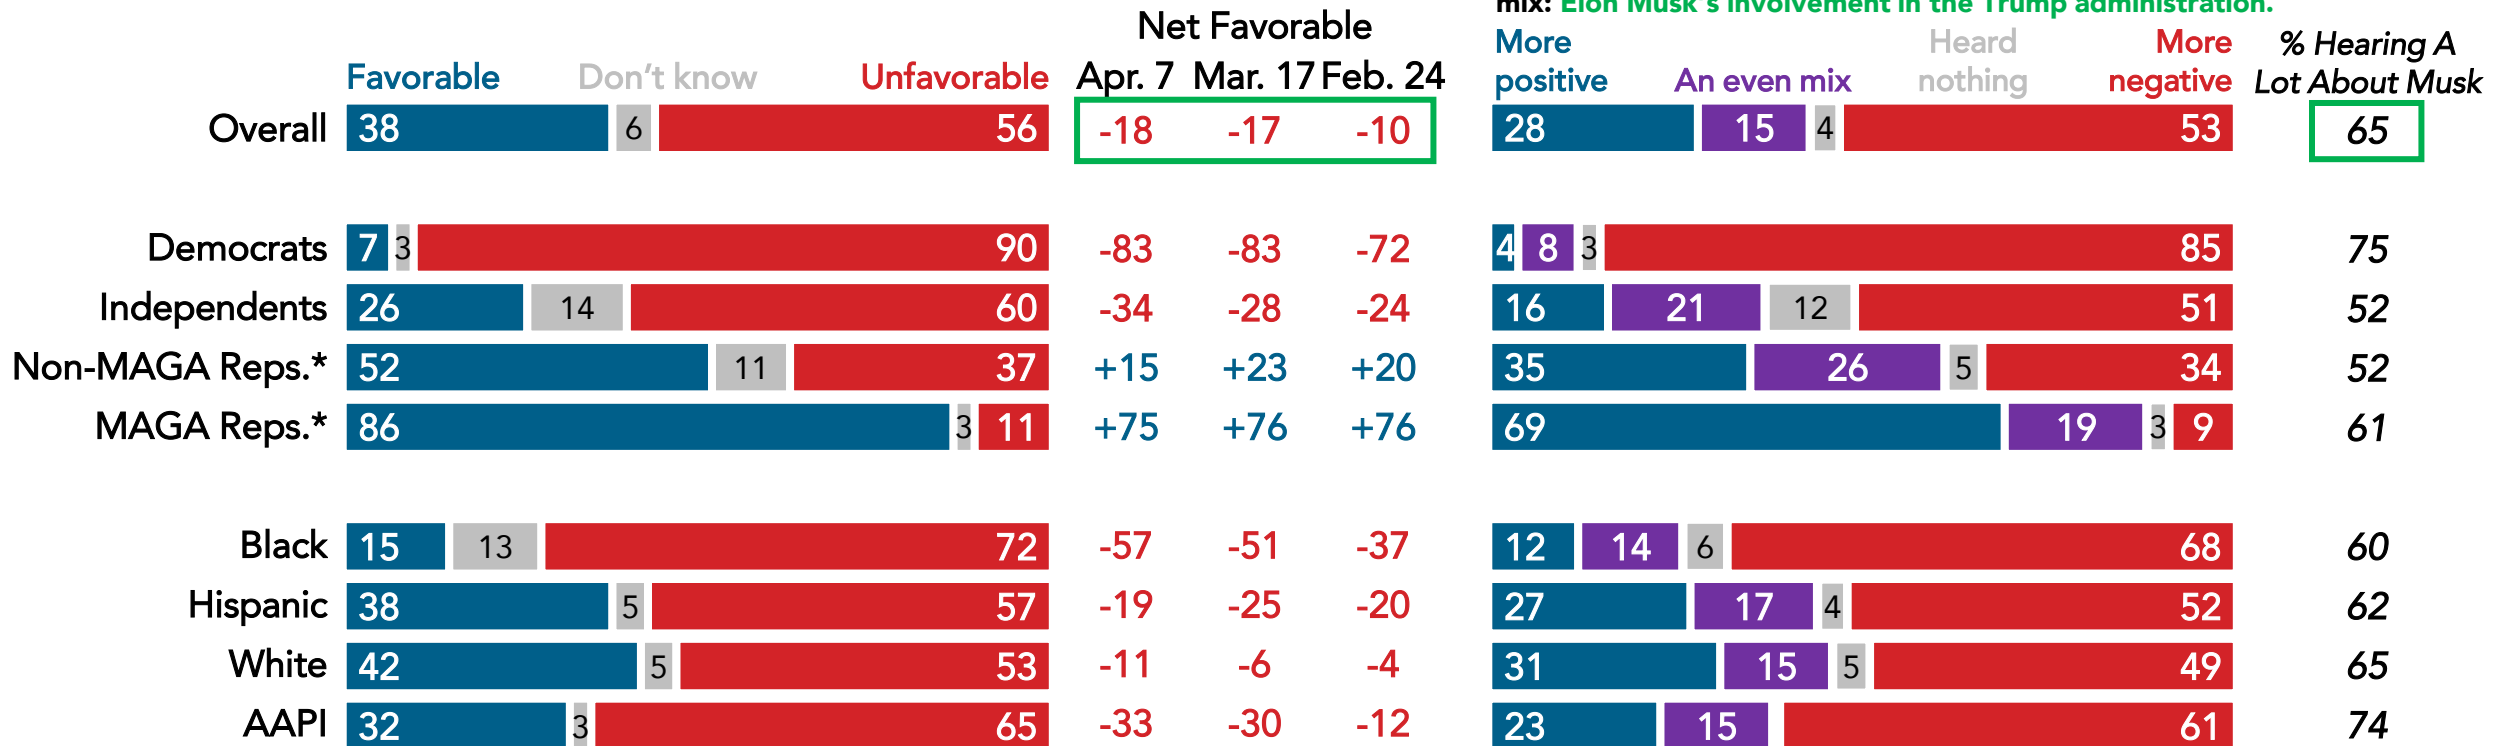 mix: Elon Musk's involvement in the Trump administration.
Net Favorable
Favorable Don't know Unfavorable Apr. 7 Mar. 17 Feb. 24
More positive An even mix Heard nothing More negative % Hearing A Lot About Musk
Overall 38 6 56 -18 -17 -10 28 15 4 53 65
Democrats 7 3 90 -83 -83 -72 4 8 3 85 75
Independents 26 14 60 -34 -28 -24 16 21 12 51 52
Non-MAGA Reps.* 52 11 37 +15 +23 +20 35 26 5 34 52
MAGA Reps.* 86 3 11 +75 +76 +76 69 19 3 9 61
Black 15 13 72 -57 -51 -37 12 14 6 68 60
Hispanic 38 5 57 -19 -25 -20 27 17 4 52 62
White 42 5 53 -11 -6 -4 31 15 5 49 65
AAPI 32 3 65 -33 -30 -12 23 15 61 74